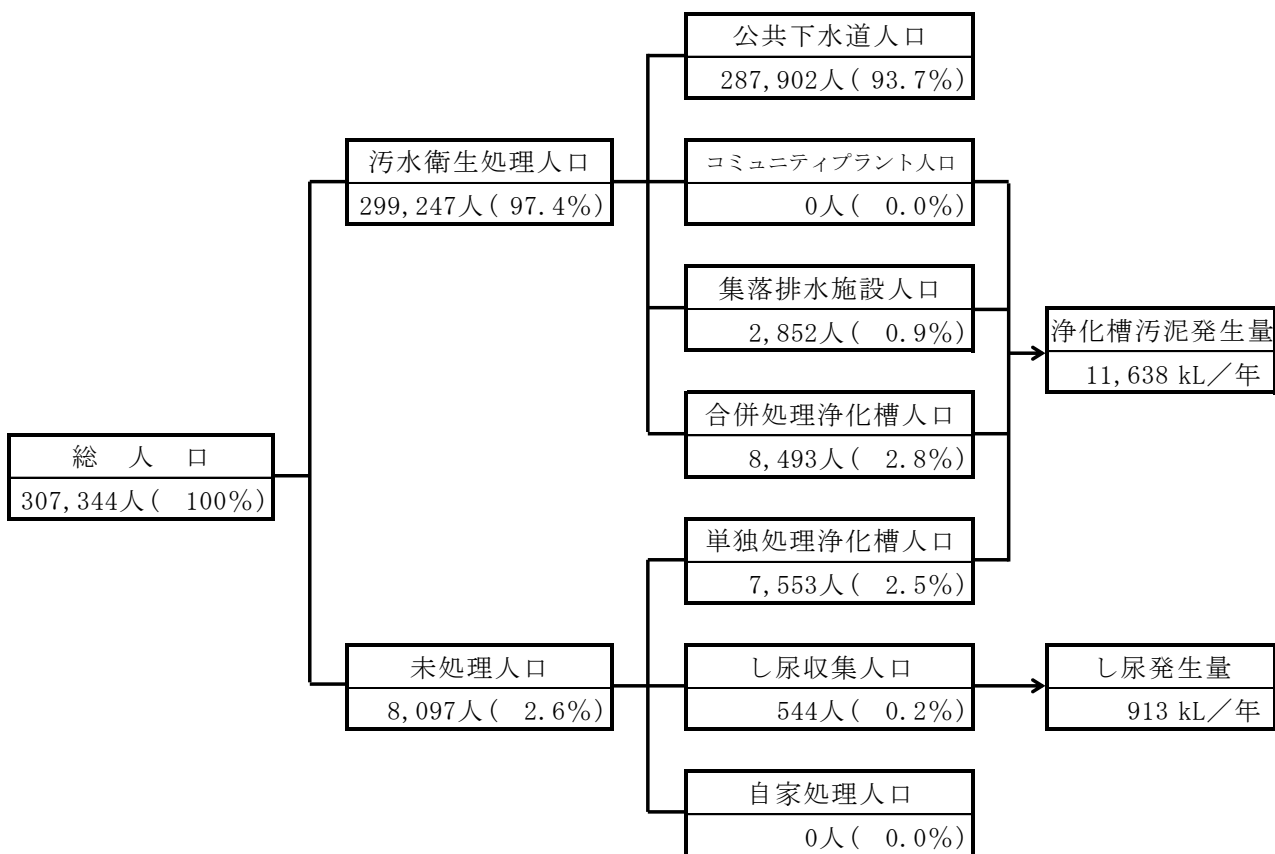 公共下水道人口
287,902人( 93.7%)
汚水衛生処理人口
299,247人( 97.4%)
コミュニティプラント人口
0人( 0.0%)
集落排水施設人口
2,852人( 0.9%)
浄化槽汚泥発生量
11,638 kL/年
合併処理浄化槽人口
8,493人( 2.8%)
総 人 口
307,344人( 100%)
単独処理浄化槽人口
7,553人( 2.5%)
未処理人口
8,097人( 2.6%)
し尿収集人口
544人( 0.2%)
し尿発生量
913 kL/年
自家処理人口
0人( 0.0%)